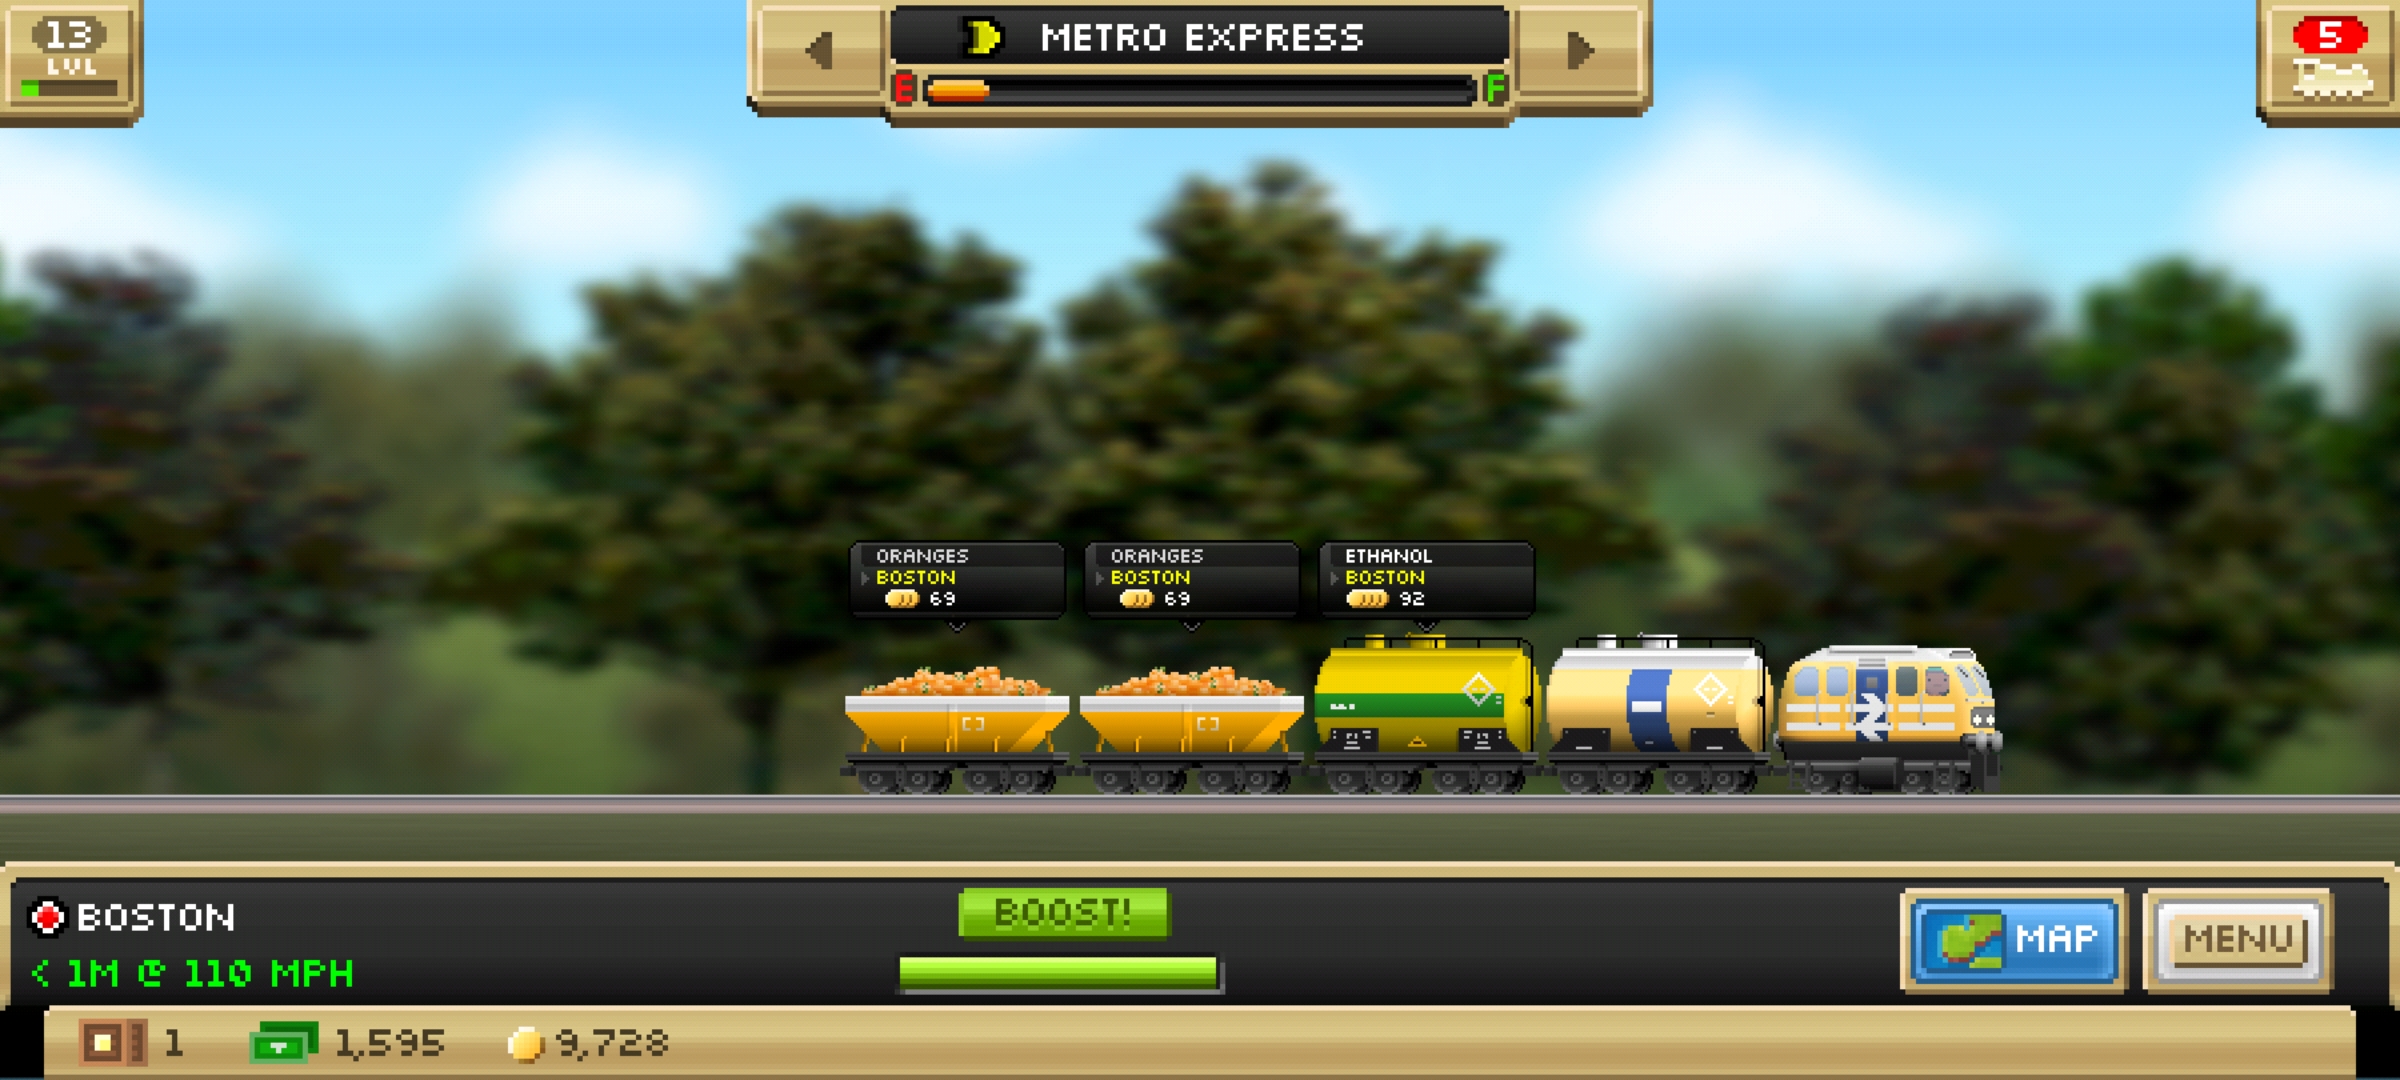 13
LVL
METRO EXPRESS
E F
5
ORANGES
BOSTON
69
ORANGES
BOSTON
69
ETHANOL
BOSTON
92
BOSTON
< 1M @ 110 MPH
BOOST!
MAP
MENU
1
1,595
9,728